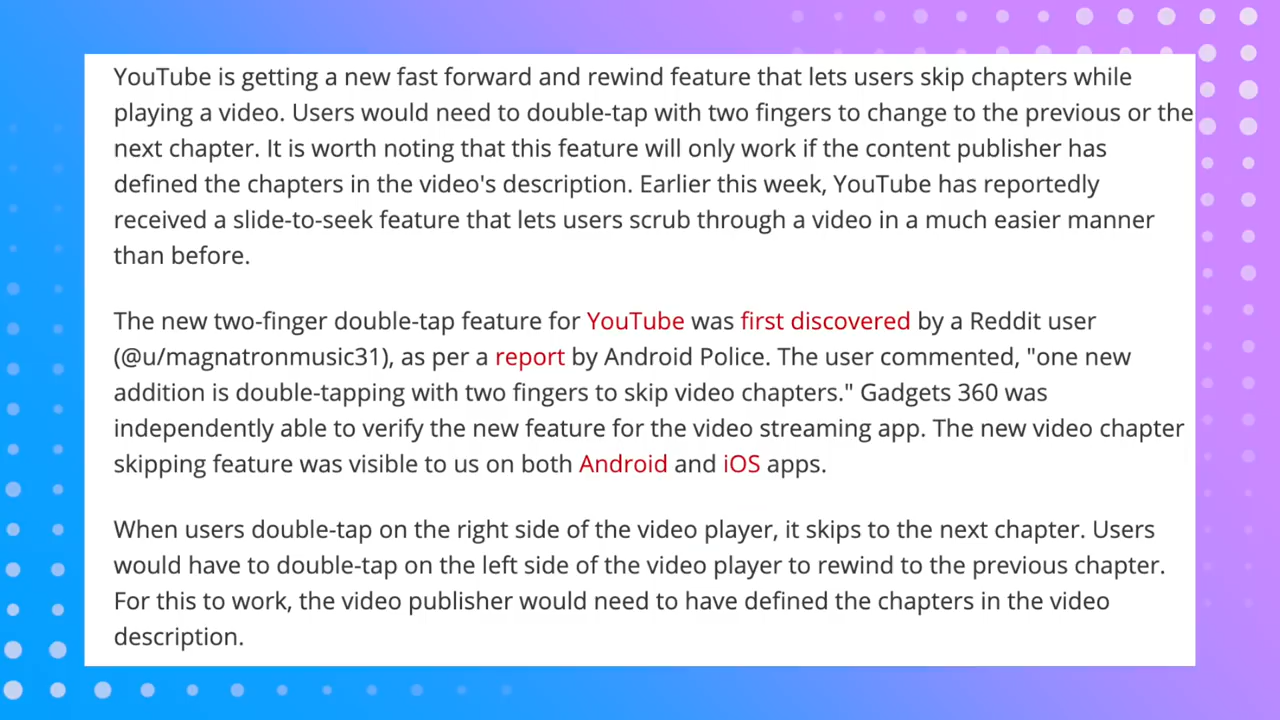 YouTube is getting a new fast forward and rewind feature that lets users skip chapters while
playing a video. Users would need to double-tap with two fingers to change to the previous or the
next chapter. It is worth noting that this feature will only work if the content publisher has
defined the chapters in the video's description. Earlier this week, YouTube has reportedly
received a slide-to-seek feature that lets users scrub through a video in a much easier manner
than before.
The new two-finger double-tap feature for YouTube was first discovered by a Reddit user
(@u/magnatronmusic31), as per a report by Android Police. The user commented, "one new
addition is double-tapping with two fingers to skip video chapters." Gadgets 360 was
independently able to verify the new feature for the video streaming app. The new video chapter
skipping feature was visible to us on both Android and iOS apps.
When users double-tap on the right side of the video player, it skips to the next chapter. Users
would have to double-tap on the left side of the video player to rewind to the previous chapter.
For this to work, the video publisher would need to have defined the chapters in the video
description.